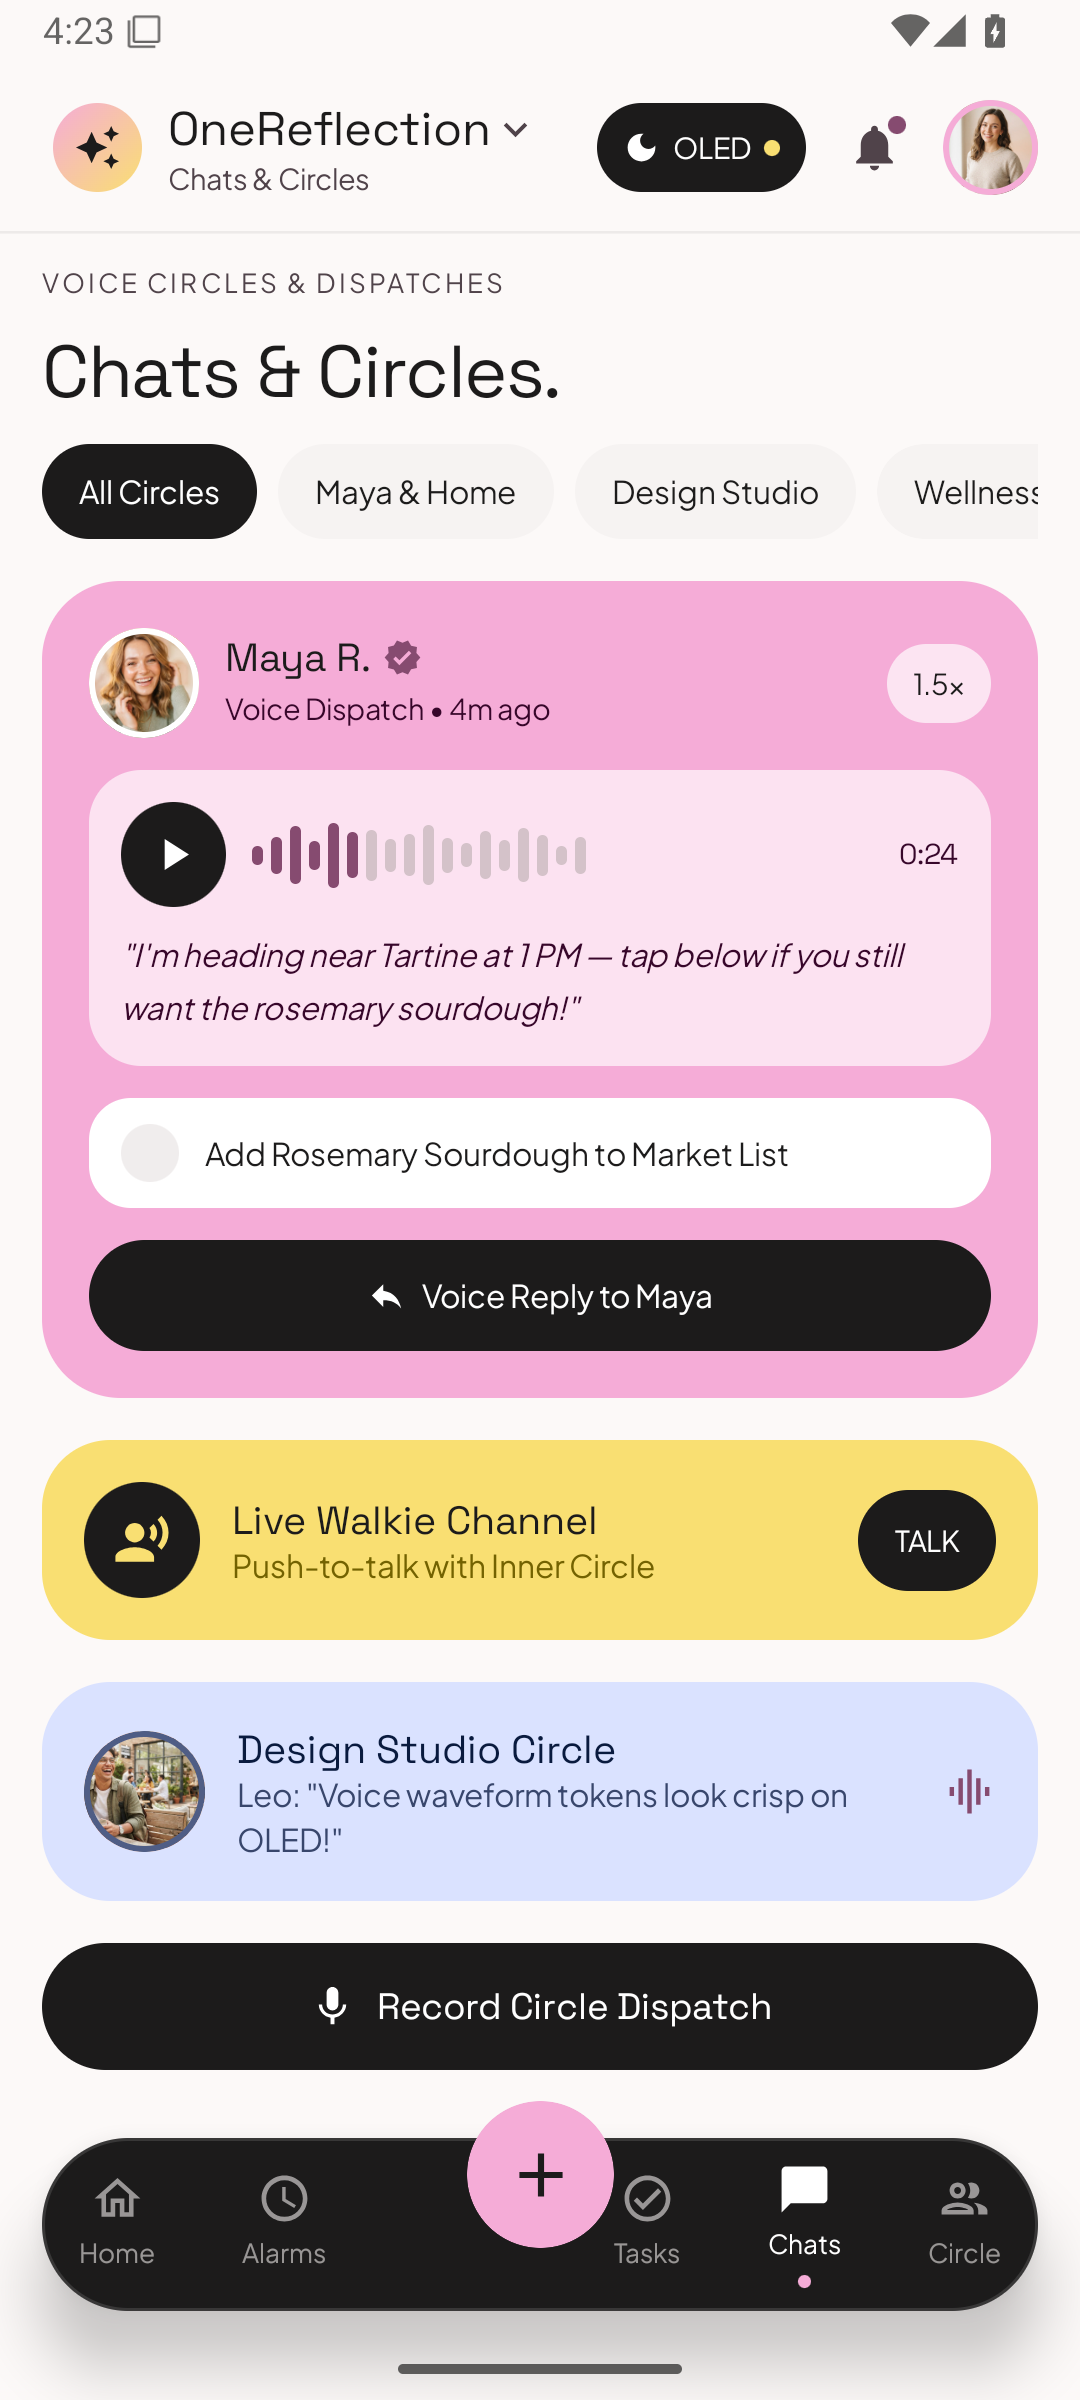 4:23
OneReflection
Chats & Circles
OLED
VOICE CIRCLES & DISPATCHES
Chats & Circles.
All Circles
Maya & Home
Design Studio
Wellness
Maya R.
Voice Dispatch • 4m ago
1.5×
0:24
"I'm heading near Tartine at 1 PM — tap below if you still
want the rosemary sourdough!"
Add Rosemary Sourdough to Market List
Voice Reply to Maya
Live Walkie Channel
Push-to-talk with Inner Circle
TALK
Design Studio Circle
Leo: "Voice waveform tokens look crisp on
OLED!"
Record Circle Dispatch
Home
Alarms
Tasks
Chats
Circle